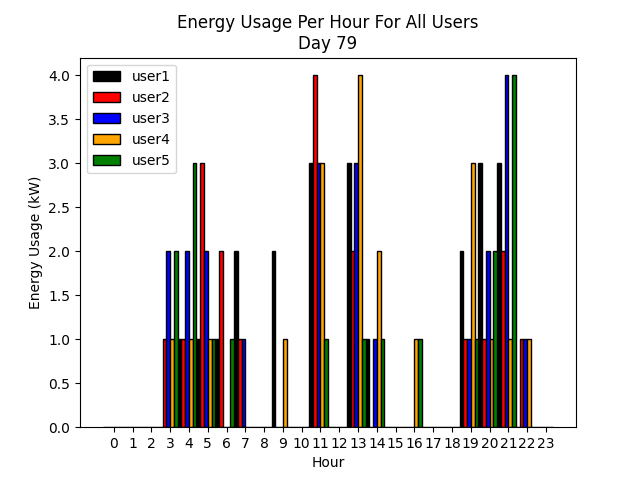 Energy Usage Per Hour For All Users
Day 79
Energy Usage (kW)
4.0
3.5
3.0
2.5
2.0
1.5
1.0
0.5
0.0
user1
user2
user3
user4
user5
0 1 2 3 4 5 6 7 8 9 10 11 12 13 14 15 16 17 18 19 20 21 22 23
Hour